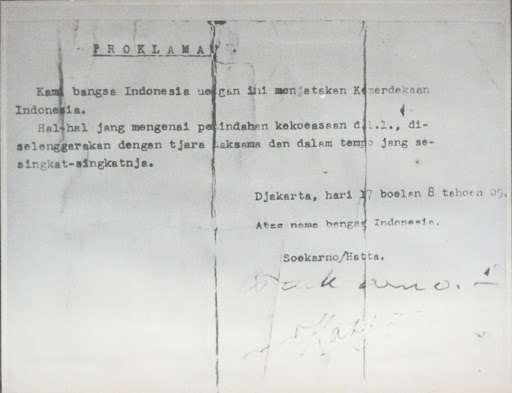 P R O K L A M A S I .
Kami bangsa Indonesia dengan ini menjatakan Kemerdekaan
Indonesia.
Hal-hal jang mengenai pemindahan kekoeasaan d.l.l., di-
selenggarakan dengan tjara saksama dan dalam tempo jang se-
singkat-singkatnja.
Djakarta, hari 17 boelan 8 tahoen 05.
Atas nama bangsa Indonesia.
Soekarno/Hatta.
Soekarno.
Hatta